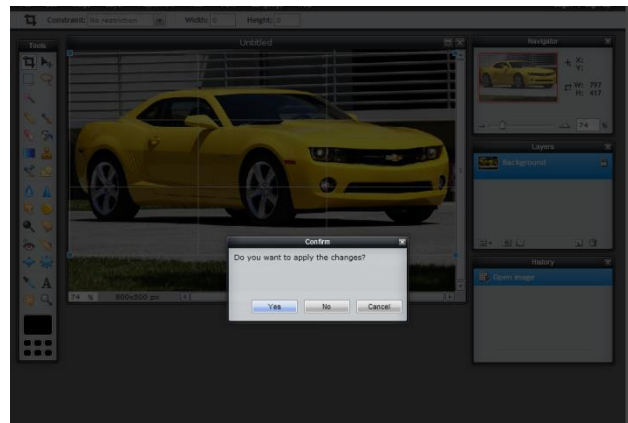 Constraint: No restriction Width: 0 Height: 0
Tools
Untitled
Navigator
X:
Y:
W: 797
H: 417
74 %
Layers
Background
Confirm
Do you want to apply the changes?
Yes No Cancel
History
Open image
74 % 800x500 px